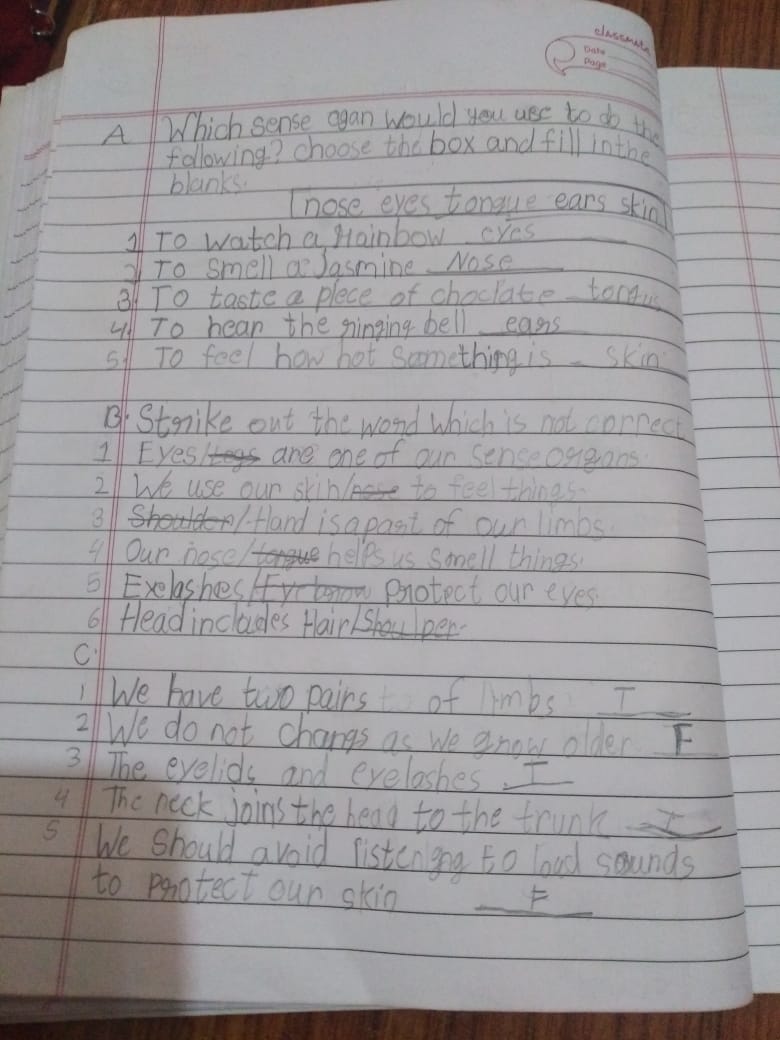 classmate
Date
Page
A Which sense ogan would you use to do the
following? choose the box and fill in the
blanks.
nose eyes tongue ears skin
1 To watch a rainbow eyes
2 To smell a Jasmine Nose
3 To taste a piece of choclate tongus
4 To hear the ringing bell ears
5 To feel how hot Something is - skin
B. Strike out the word which is not correct
1 Eyes/legs are one of our sense organs.
2 We use our skin/nose to feel things-
3 Shoulder/Hand is a part of our limbs.
4 Our nose/tongue helps us smell things.
5 Exelashes/Eyebrow protect our eyes.
6 Head includes Hair/Shoulper-
C.
1 We have two pairs to of limbs T
2 We do not changs as we grow older F
3 The eyelids and eyelashes T
4 The neck joins the head to the trunk T
5 We Should avoid listening to loud sounds
to protect our skin F